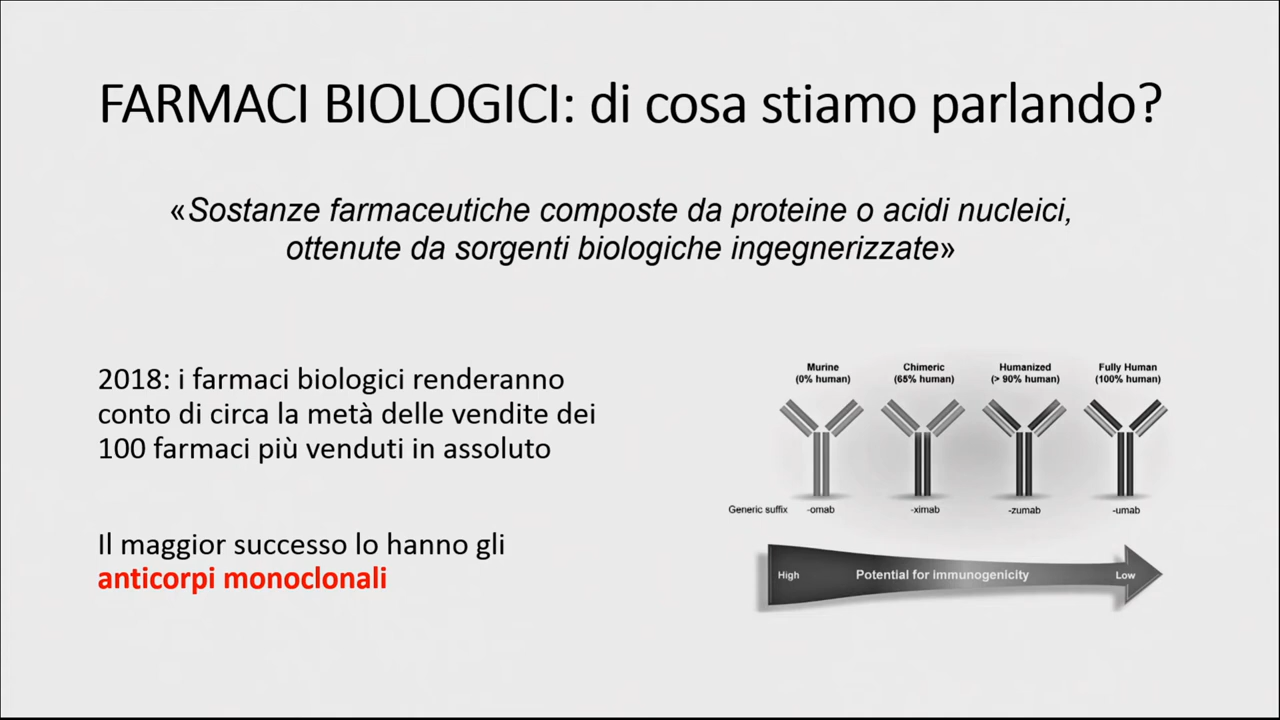 FARMACI BIOLOGICI: di cosa stiamo parlando?
«Sostanze farmaceutiche composte da proteine o acidi nucleici,
ottenute da sorgenti biologiche ingegnerizzate»
2018: i farmaci biologici renderanno
conto di circa la metà delle vendite dei
100 farmaci più venduti in assoluto
Il maggior successo lo hanno gli
anticorpi monoclonali
Murine
(0% human)
Chimeric
(65% human)
Humanized
(> 90% human)
Fully Human
(100% human)
Generic suffix -omab -ximab -zumab -umab
High Potential for immunogenicity Low